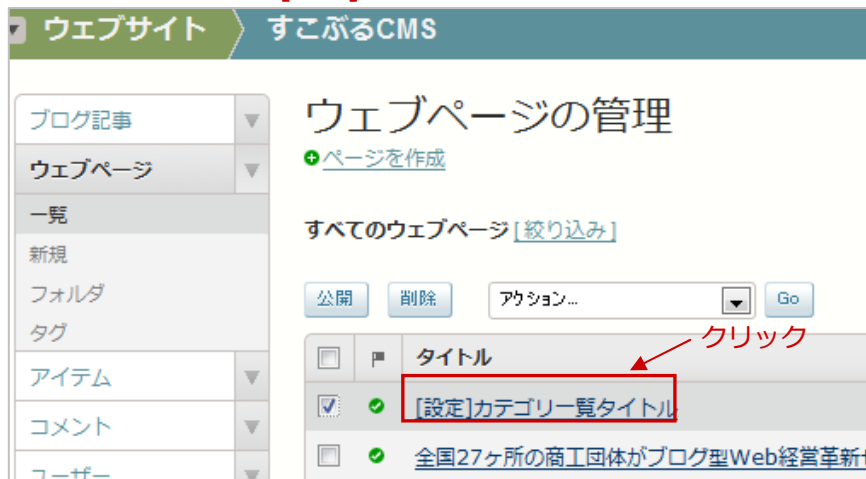 ウェブサイト
すこぶるCMS
ブログ記事
ウェブページ
一覧
新規
フォルダ
タグ
アイテム
コメント
ユーザー
ウェブページの管理
ページを作成
すべてのウェブページ [絞り込み]
公開 削除 アクション... Go
クリック
タイトル
[設定]カテゴリ一覧タイトル
全国27ヶ所の商工団体がブログ型Web経営革新